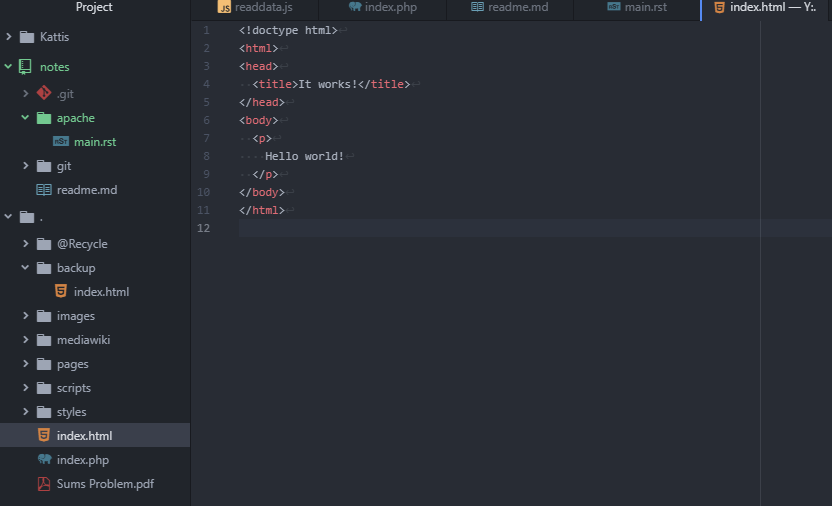 Project
Kattis
notes
.git
apache
main.rst
git
readme.md
.
@Recycle
backup
index.html
images
mediawiki
pages
scripts
styles
index.html
index.php
Sums Problem.pdf
readdata.js index.php readme.md main.rst index.html — Y:.
1 <!doctype html>
2 <html>
3 <head>
4 <title>It works!</title>
5 </head>
6 <body>
7 <p>
8 Hello world!
9 </p>
10 </body>
11 </html>
12